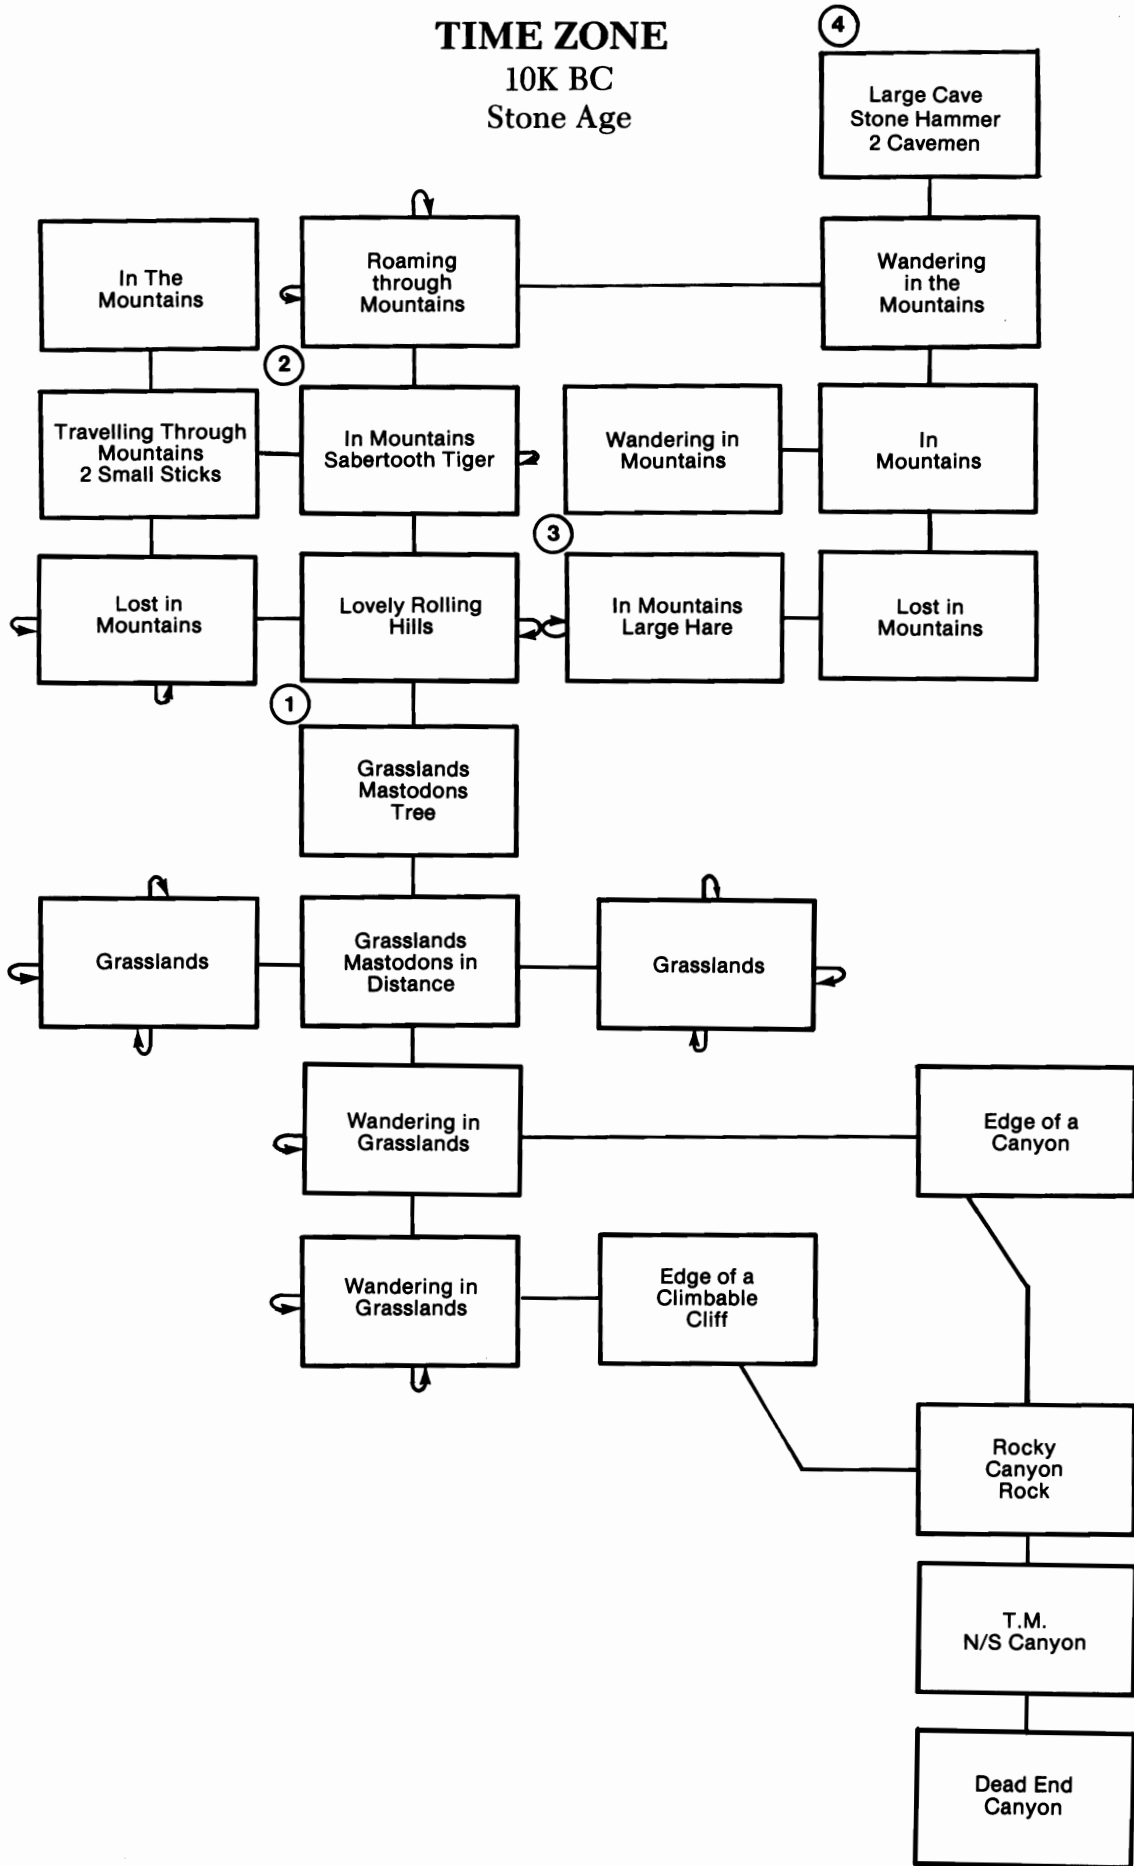 TIME ZONE
10K BC
Stone Age
4
Large Cave
Stone Hammer
2 Cavemen
In The
Mountains
Roaming
through
Mountains
Wandering
in the
Mountains
2
Travelling Through
Mountains
2 Small Sticks
In Mountains
Sabertooth Tiger
Wandering in
Mountains
In
Mountains
3
Lost in
Mountains
Lovely Rolling
Hills
In Mountains
Large Hare
Lost in
Mountains
1
Grasslands
Mastodons
Tree
Grasslands
Grasslands
Mastodons in
Distance
Grasslands
Wandering in
Grasslands
Edge of a
Canyon
Wandering in
Grasslands
Edge of a
Climbable
Cliff
Rocky
Canyon
Rock
T.M.
N/S Canyon
Dead End
Canyon